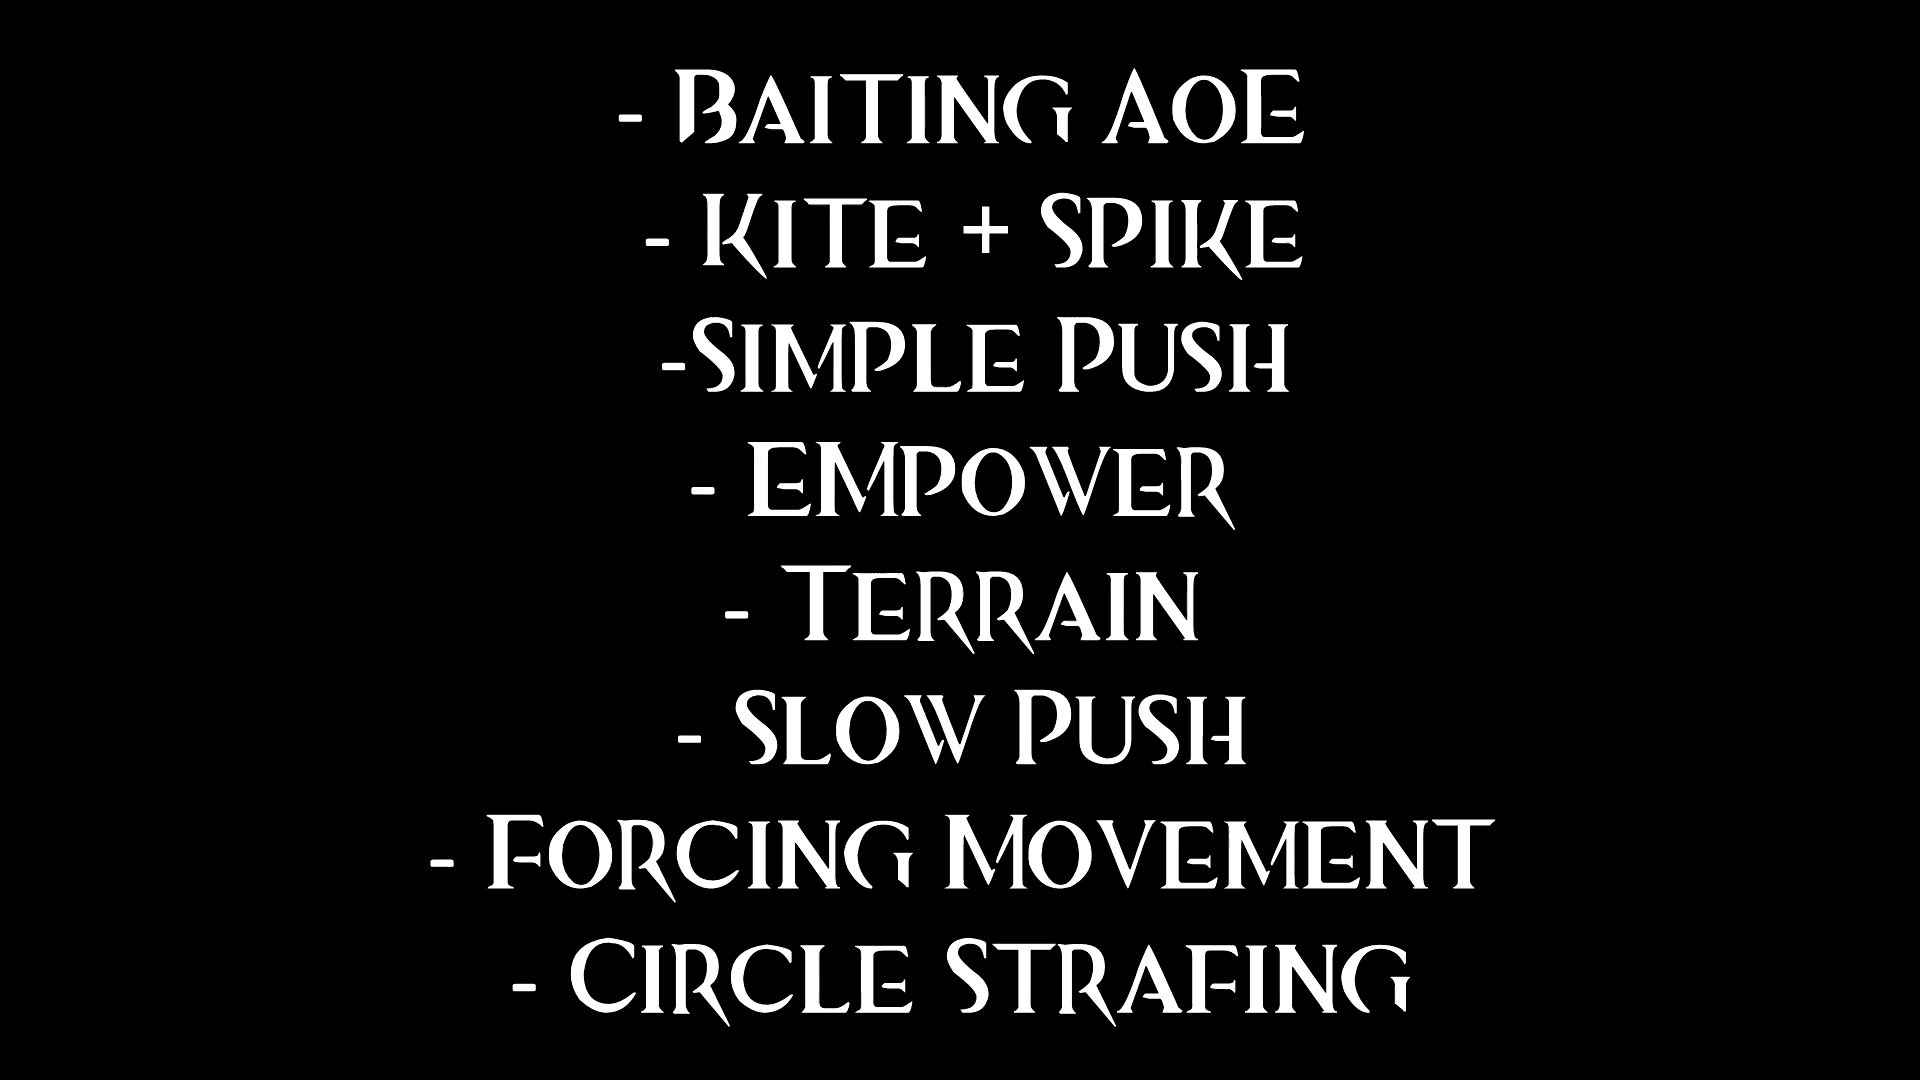 - Baiting AoE
- Kite + Spike
-Simple Push
- Empower
- Terrain
- Slow Push
- Forcing Movement
- Circle Strafing